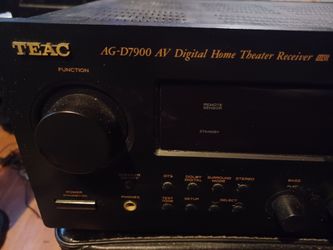 TEAC
AG-D7900 AV Digital Home Theater Receiver
FUNCTION
REMOTE
SENSOR
STANDBY
DTS
DOLBY
DIGITAL
SURROUND
MODE
STEREO
BASS
POWER
PHONES
TEST
SETUP
SELECT